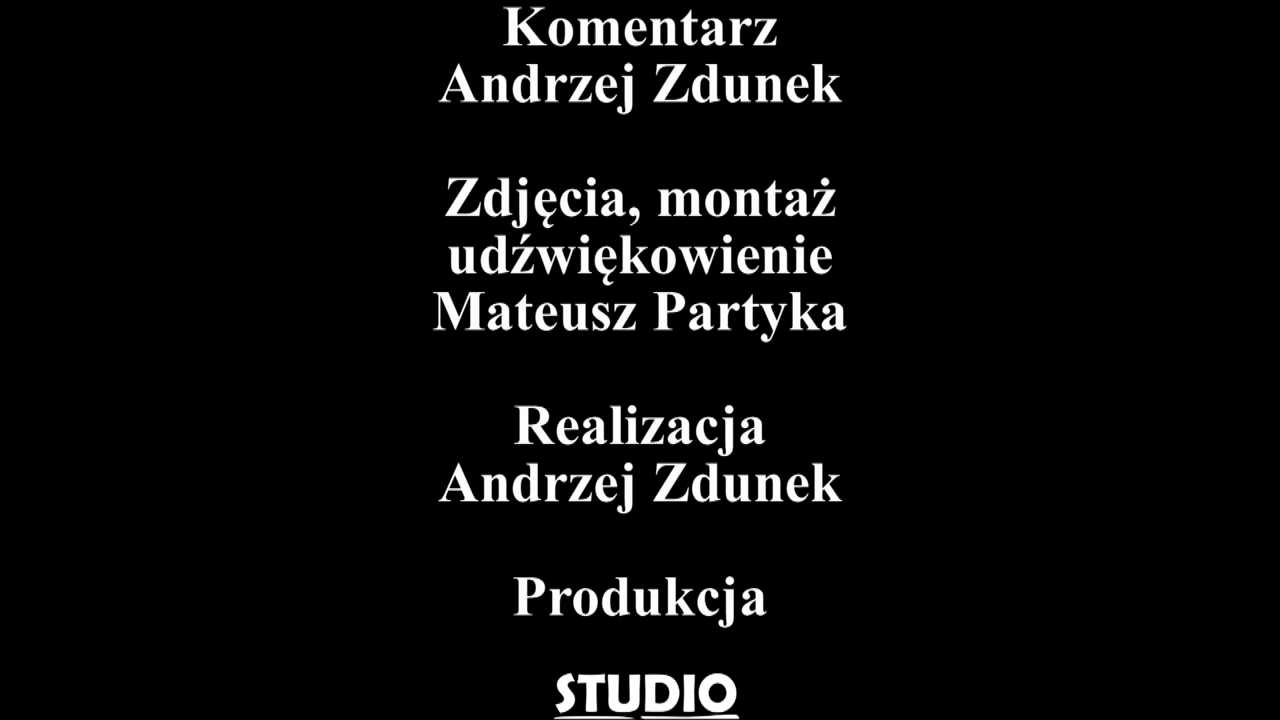 Komentarz
Andrzej Zdunek
Zdjęcia, montaż
udźwiękowienie
Mateusz Partyka
Realizacja
Andrzej Zdunek
Produkcja
STUDIO